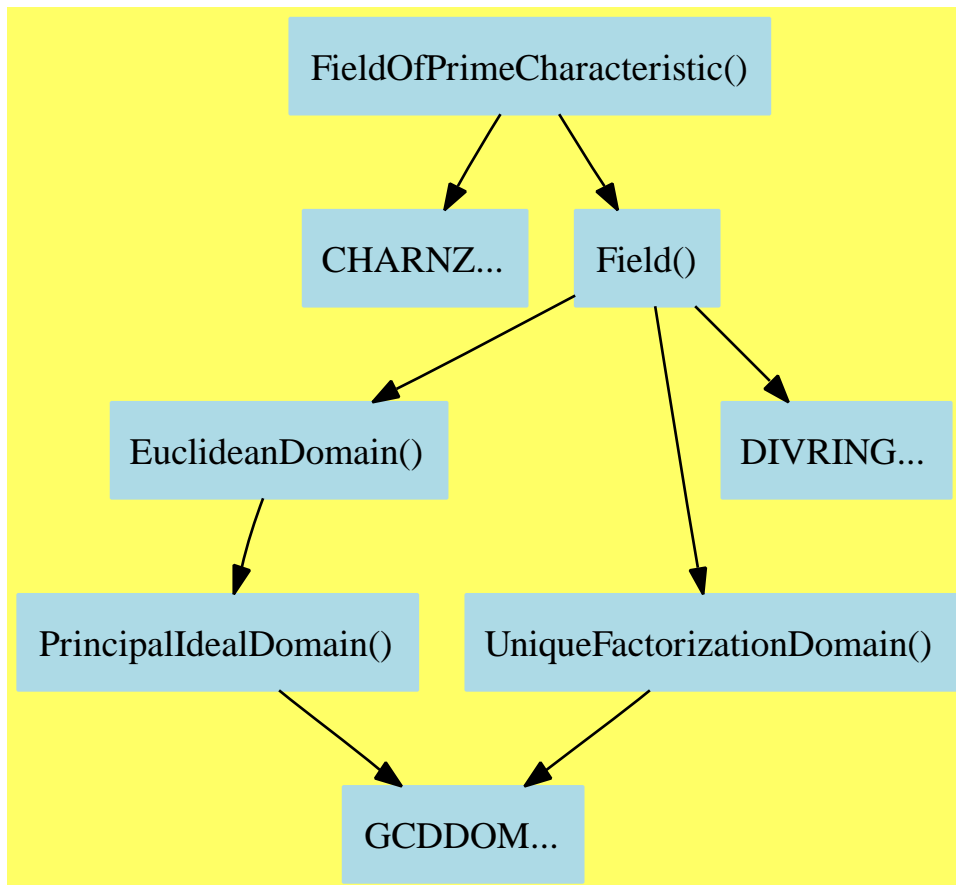 FieldOfPrimeCharacteristic()
CHARNZ...
Field()
EuclideanDomain()
DIVRING...
PrincipalIdealDomain()
UniqueFactorizationDomain()
GCDDOM...